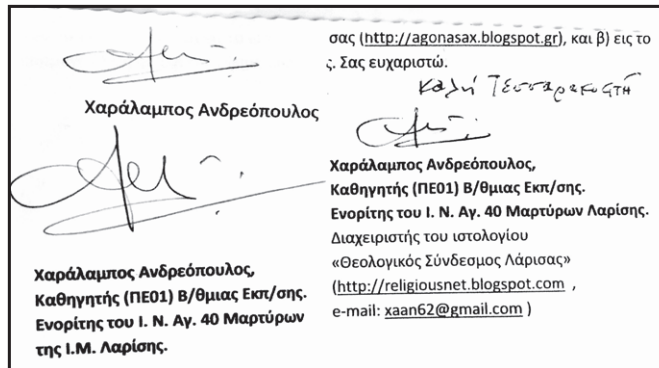 Χαράλαμπος Ανδρεόπουλος
Χαράλαμπος Ανδρεόπουλος,
Καθηγητής (ΠΕ01) Β/θμιας Εκπ/σης.
Ενορίτης του Ι. Ν. Αγ. 40 Μαρτύρων
της Ι.Μ. Λαρίσης.
σας (http://agonasax.blogspot.gr), και β) εις το
ς. Σας ευχαριστώ.
Καλή Τεσσαρακοστή
Χαράλαμπος Ανδρεόπουλος,
Καθηγητής (ΠΕ01) Β/θμιας Εκπ/σης.
Ενορίτης του Ι. Ν. Αγ. 40 Μαρτύρων Λαρίσης.
Διαχειριστής του ιστολογίου
«Θεολογικός Σύνδεσμος Λάρισας»
(http://religiousnet.blogspot.com ,
e-mail: xaan62@gmail.com )